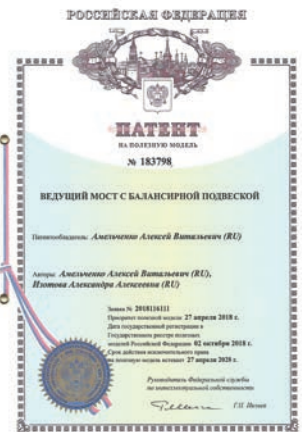 РОССИЙСКАЯ ФЕДЕРАЦИЯ
ПАТЕНТ
НА ПОЛЕЗНУЮ МОДЕЛЬ
№ 183798
ВЕДУЩИЙ МОСТ С БАЛАНСИРНОЙ ПОДВЕСКОЙ
Патентообладатель: Амельченко Алексей Витальевич (RU)
Авторы: Амельченко Алексей Витальевич (RU),
Изотова Александра Алексеевна (RU)
Заявка № 2018116111
Приоритет полезной модели 27 апреля 2018 г.
Дата государственной регистрации в
Государственном реестре полезных
моделей Российской Федерации 02 октября 2018 г.
Срок действия исключительного права
на полезную модель истекает 27 апреля 2028 г.
Руководитель Федеральной службы
по интеллектуальной собственности
Г.П. Ивлиев